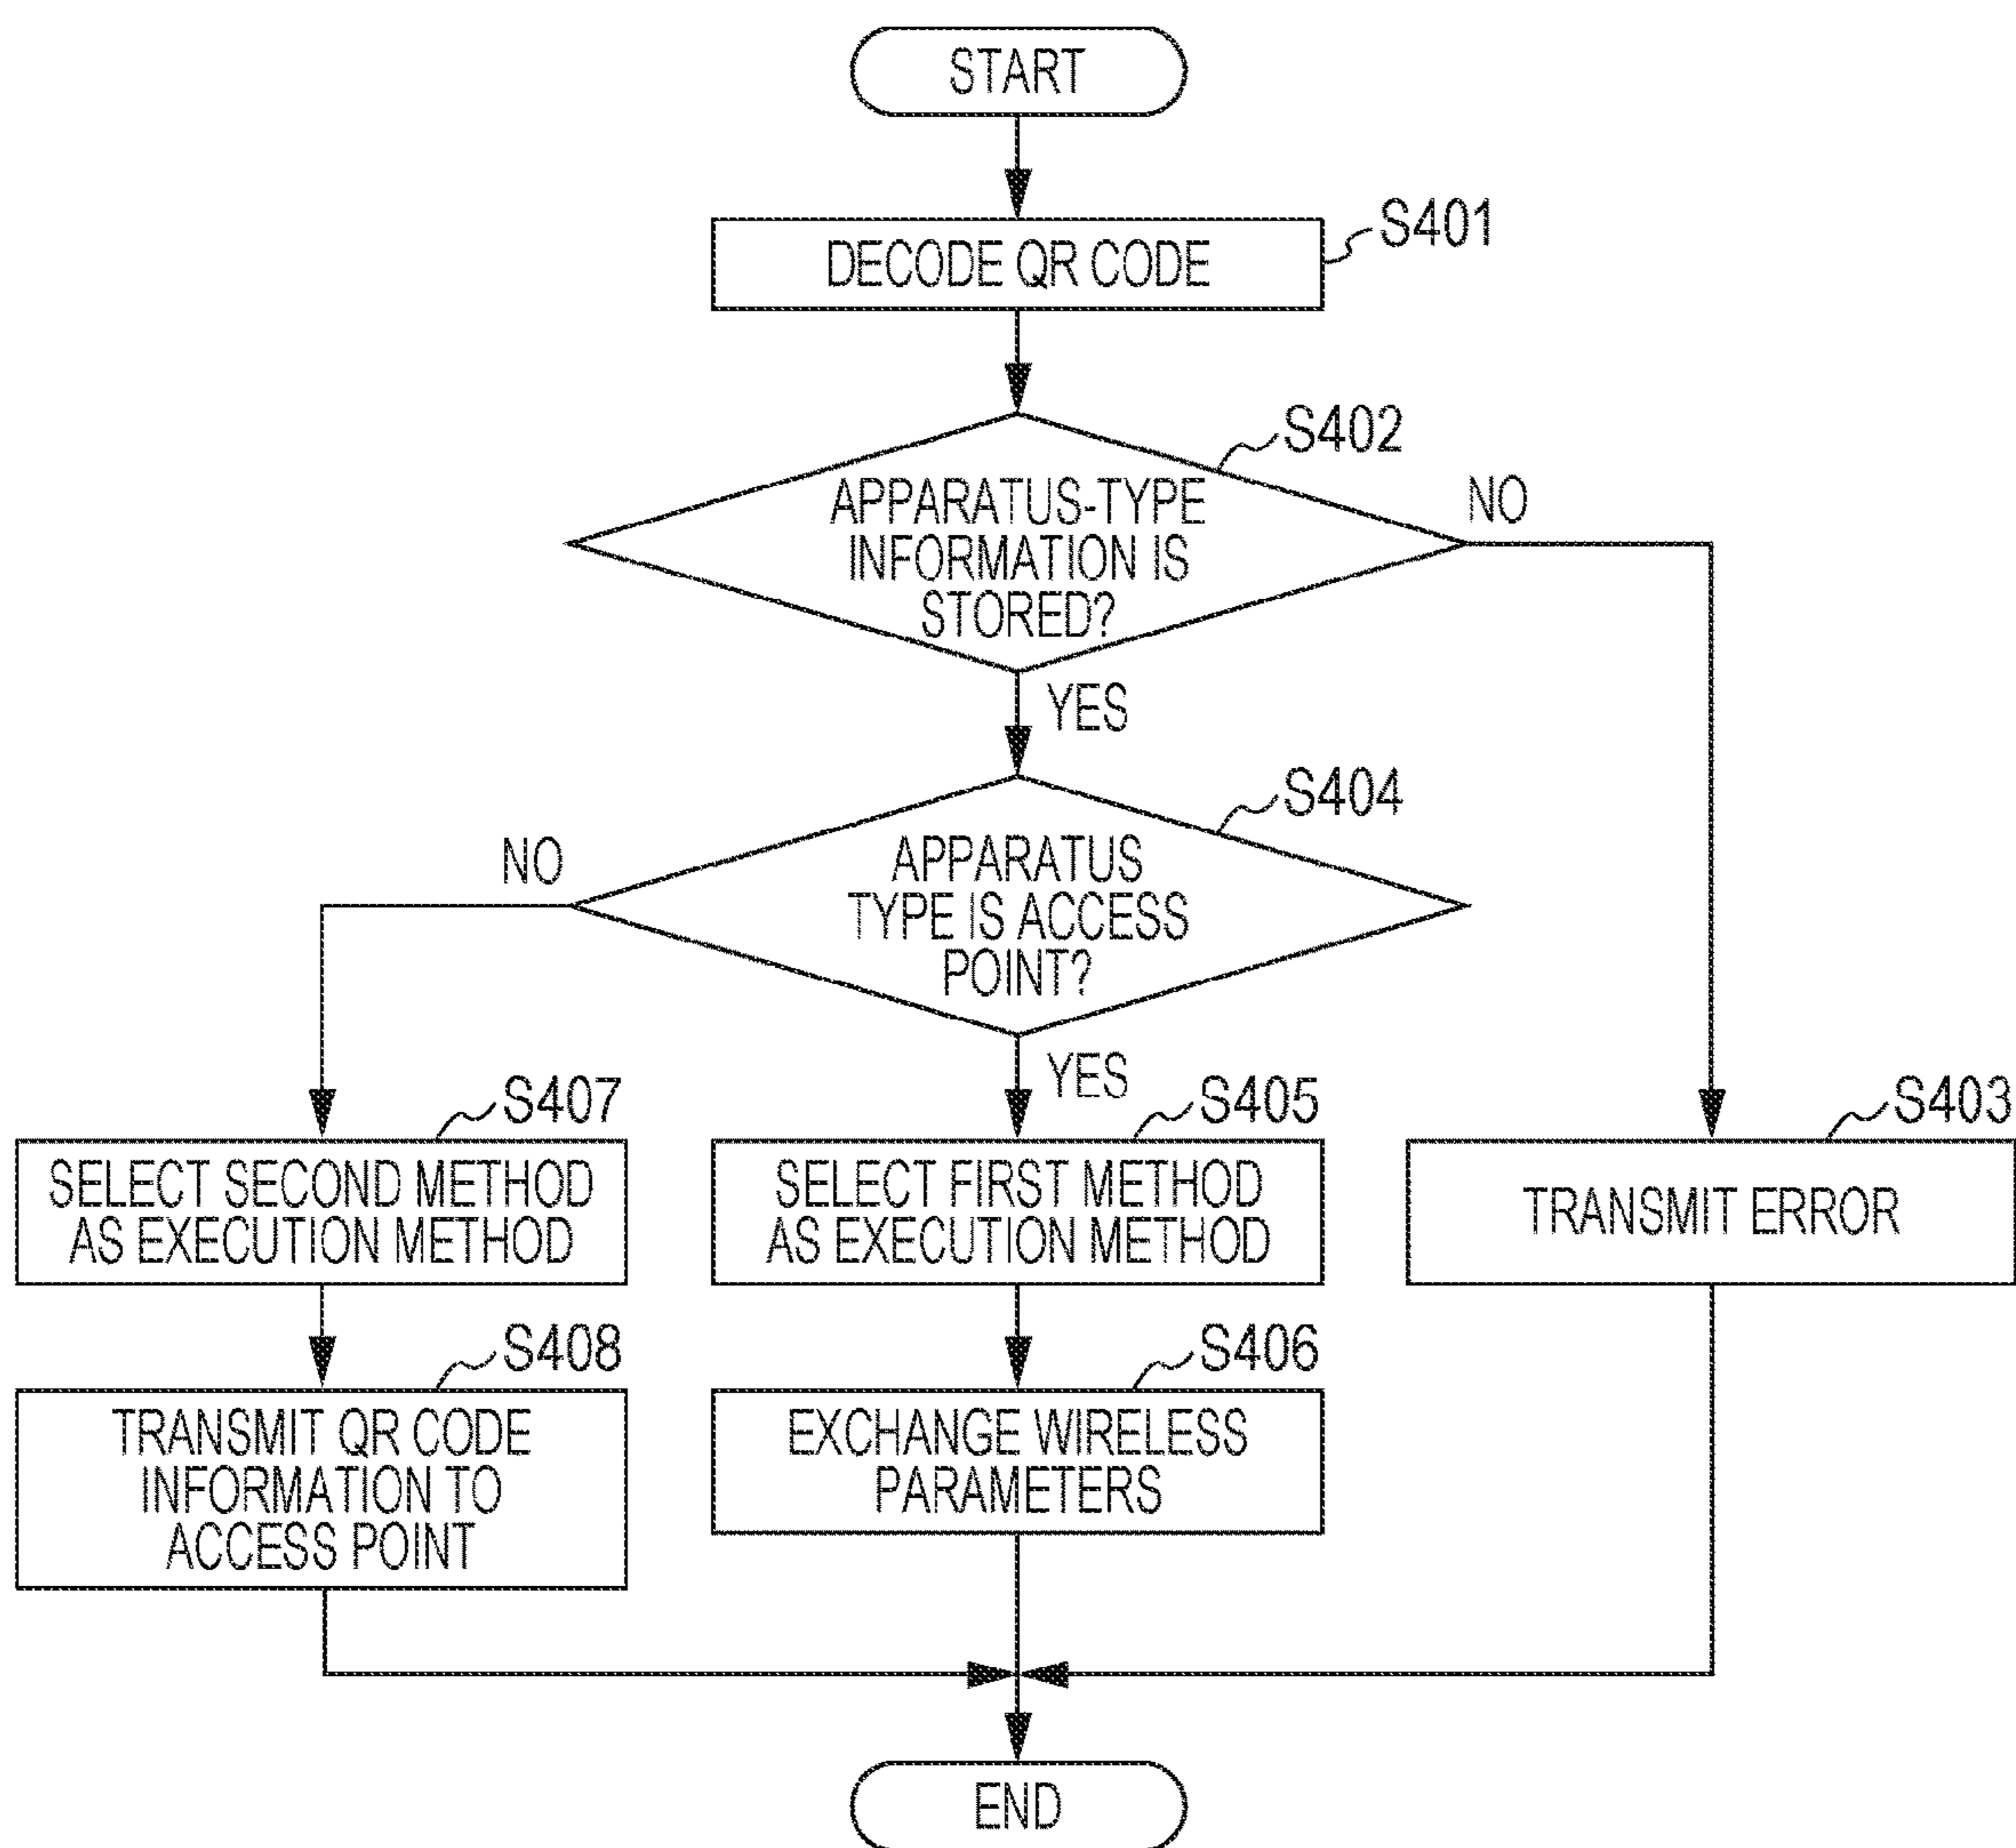 START
S401
DECODE QR CODE
S402
APPARATUS-TYPE
INFORMATION IS
STORED?
NO
YES
S404
APPARATUS
TYPE IS ACCESS
POINT?
NO
YES
S407
SELECT SECOND METHOD
AS EXECUTION METHOD
S405
SELECT FIRST METHOD
AS EXECUTION METHOD
S403
TRANSMIT ERROR
S408
TRANSMIT QR CODE
INFORMATION TO
ACCESS POINT
S406
EXCHANGE WIRELESS
PARAMETERS
END